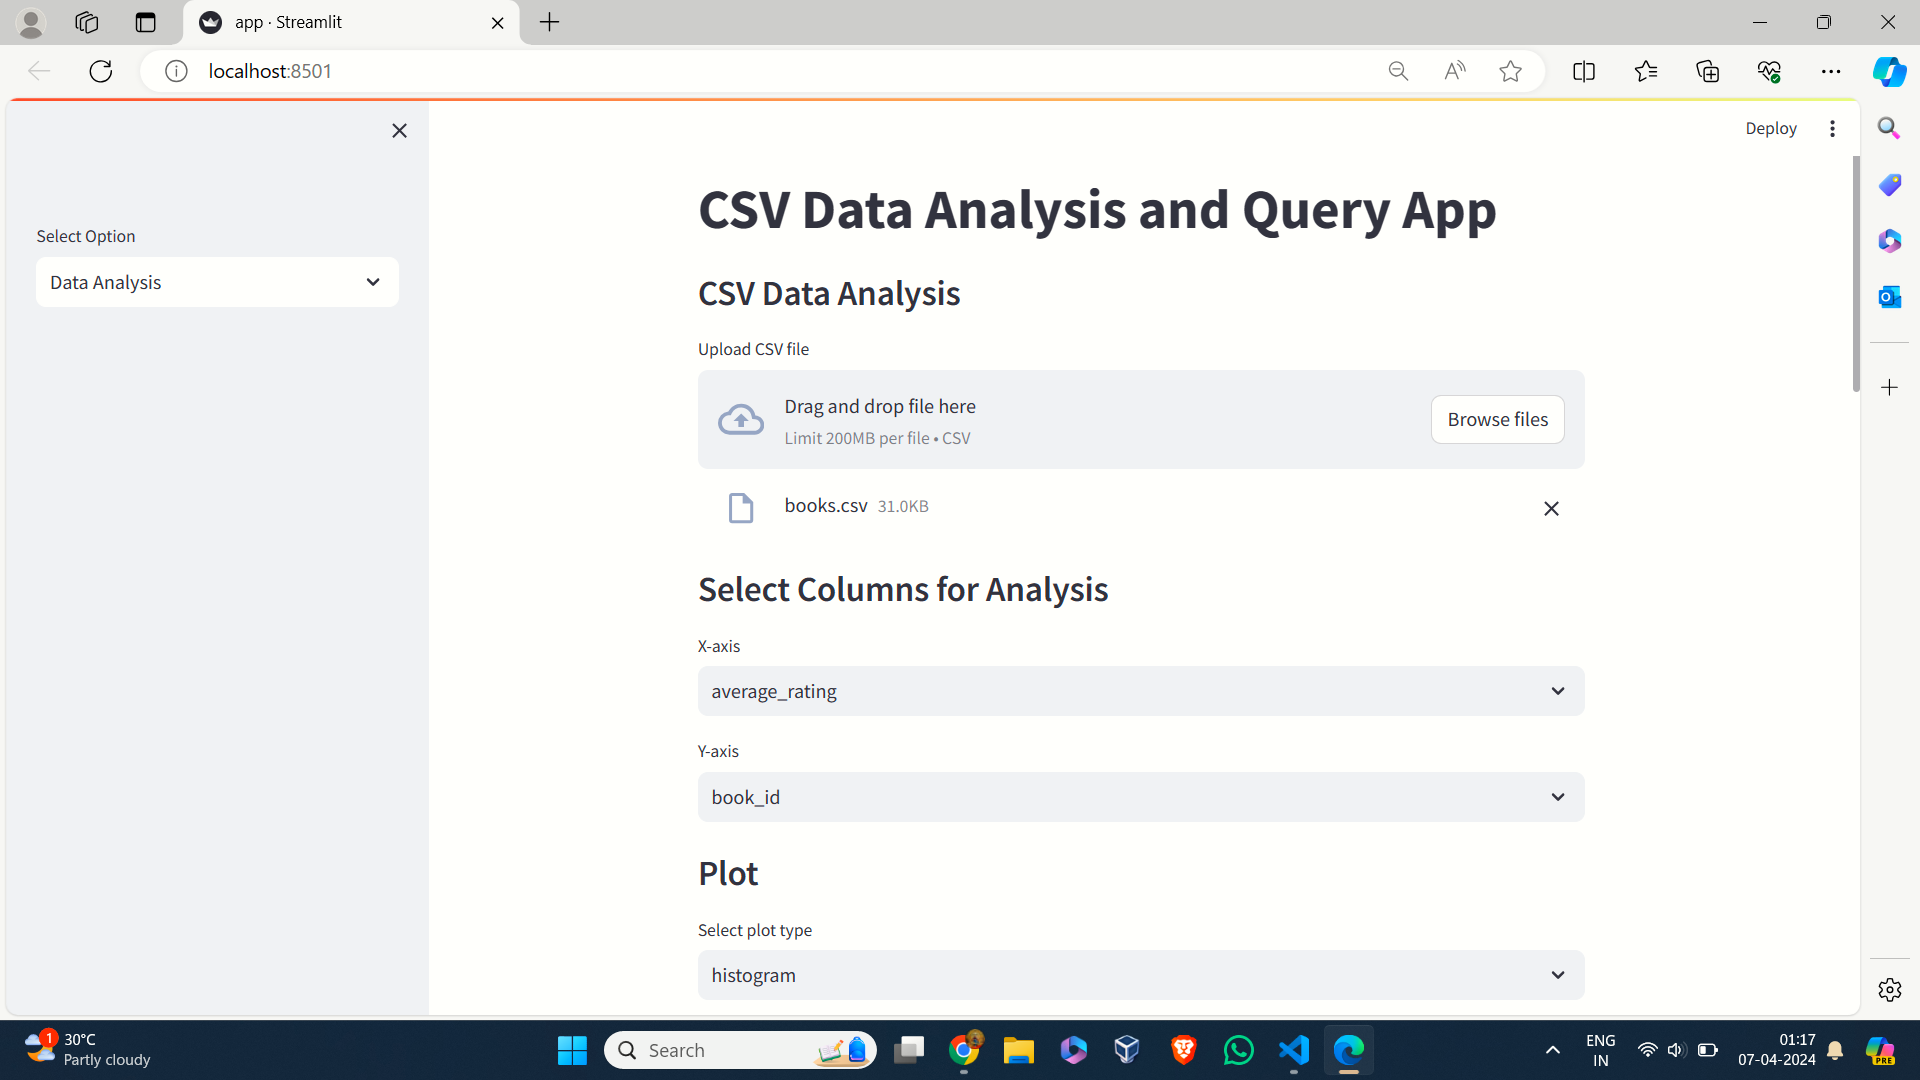 app · Streamlit
localhost:8501
Deploy
Select Option
Data Analysis
CSV Data Analysis and Query App
CSV Data Analysis
Upload CSV file
Drag and drop file here
Limit 200MB per file • CSV
Browse files
books.csv 31.0KB
Select Columns for Analysis
X-axis
average_rating
Y-axis
book_id
Plot
Select plot type
histogram
1
30°C
Partly cloudy
Search
ENG
IN
01:17
07-04-2024
PRE